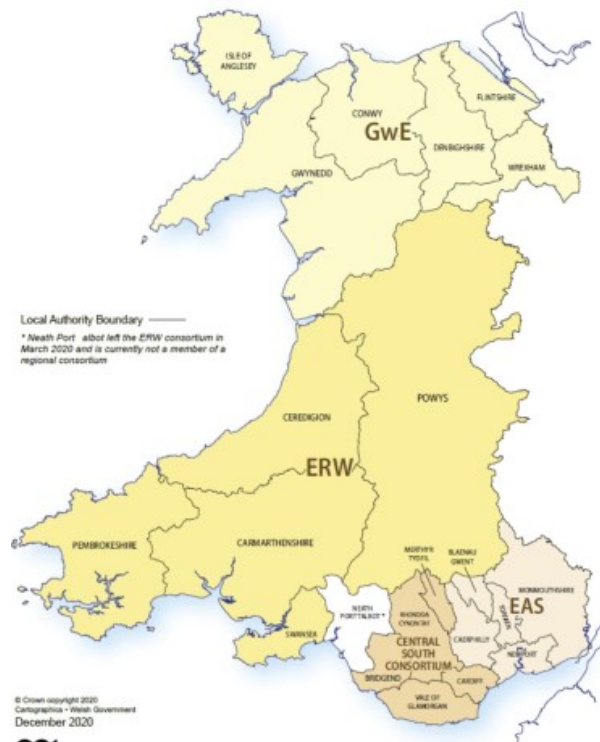 ISLE OF
ANGLESEY
FLINTSHIRE
CONWY
GwE
DENBIGHSHIRE
WREXHAM
GWYNEDD
Local Authority Boundary
* Neath Port albot left the ERW consortium in
March 2020 and is currently not a member of a
regional consortium
POWYS
CEREDIGION
ERW
PEMBROKESHIRE
CARMARTHENSHIRE
MERTHYR
TYDFIL
BLAENAU
GWENT
MONMOUTHSHIRE
NEATH
PORT TALBOT *
RHONDDA
CYNON TAF
EAS
SWANSEA
CAERPHILLY
CENTRAL
SOUTH
CONSORTIUM
NEWPORT
BRIDGEND
CARDIFF
VALE OF
GLAMORGAN
© Crown copyright 2020
Cartographics • Welsh Government
December 2020